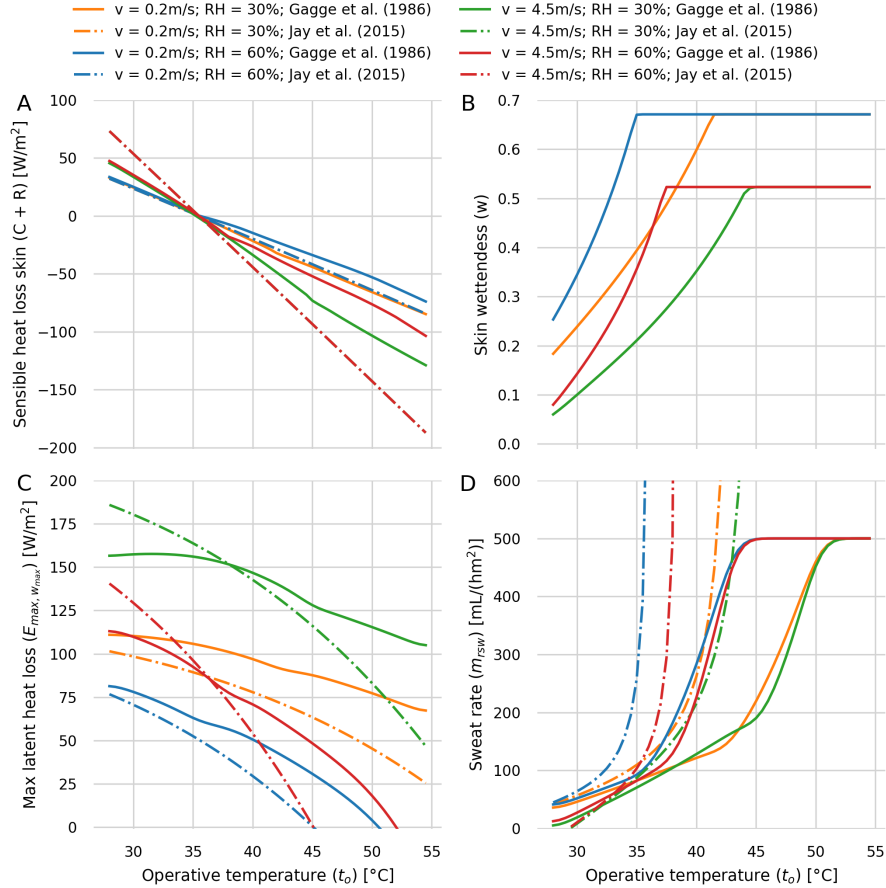 v = 0.2m/s; RH = 30%; Gagge et al. (1986)
v = 0.2m/s; RH = 30%; Jay et al. (2015)
v = 0.2m/s; RH = 60%; Gagge et al. (1986)
v = 0.2m/s; RH = 60%; Jay et al. (2015)
v = 4.5m/s; RH = 30%; Gagge et al. (1986)
v = 4.5m/s; RH = 30%; Jay et al. (2015)
v = 4.5m/s; RH = 60%; Gagge et al. (1986)
v = 4.5m/s; RH = 60%; Jay et al. (2015)
A
Sensible heat loss skin (C + R) [W/m²]
100
50
0
−50
−100
−150
−200
B
Skin wettendess (w)
0.7
0.6
0.5
0.4
0.3
0.2
0.1
0.0
C
Max latent heat loss (E_{max, w_{max}}) [W/m²]
200
175
150
125
100
75
50
25
0
30 35 40 45 50 55
Operative temperature (t_o) [°C]
D
Sweat rate (m_{rsw}) [mL/(hm²)]
600
500
400
300
200
100
0
30 35 40 45 50 55
Operative temperature (t_o) [°C]